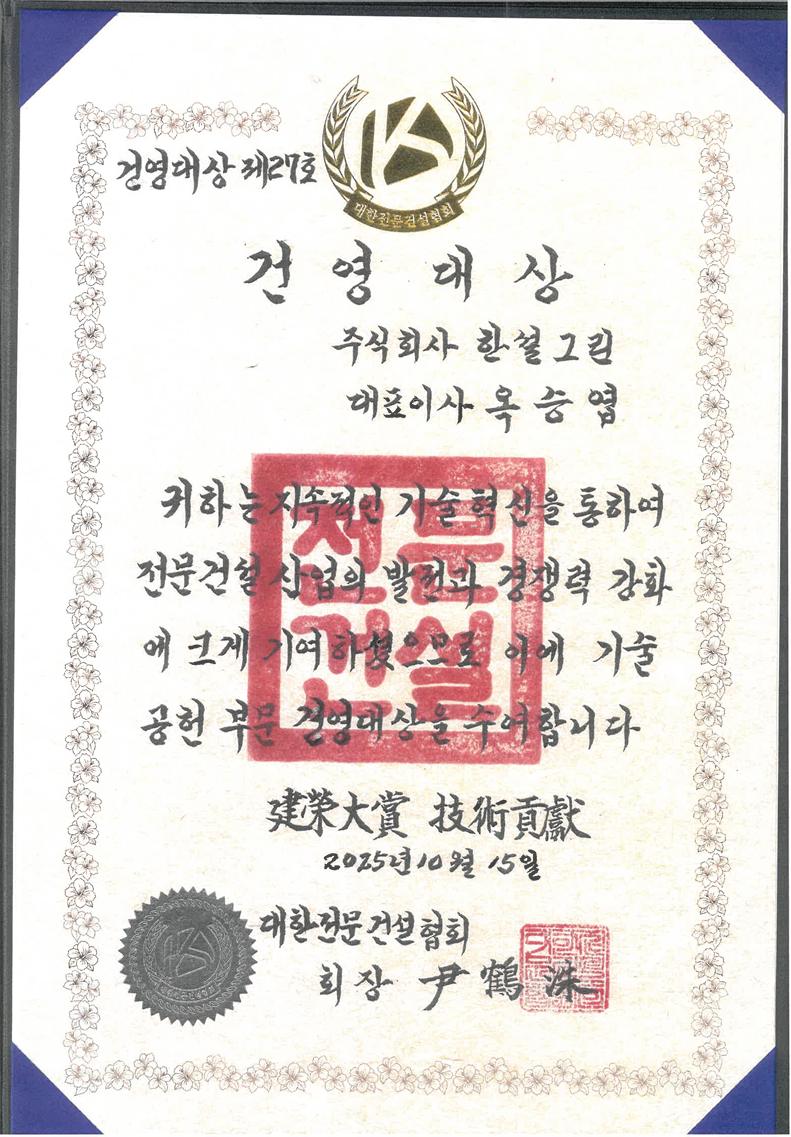 대한전문건설협회
건영대상 제27호
건 영 대 상
주식회사 한설그린
대표이사 옥 승 엽
귀하는 지속적인 기술혁신을 통하여
전문건설 산업의 발전과 경쟁력 강화
에 크게 기여하셨으므로 이에 기술
공헌 부문 건영대상을 수여합니다
전문
건설
建榮大賞 技術貢獻
2025년 10월 15일
대한전문건설협회
회장 尹鶴洙